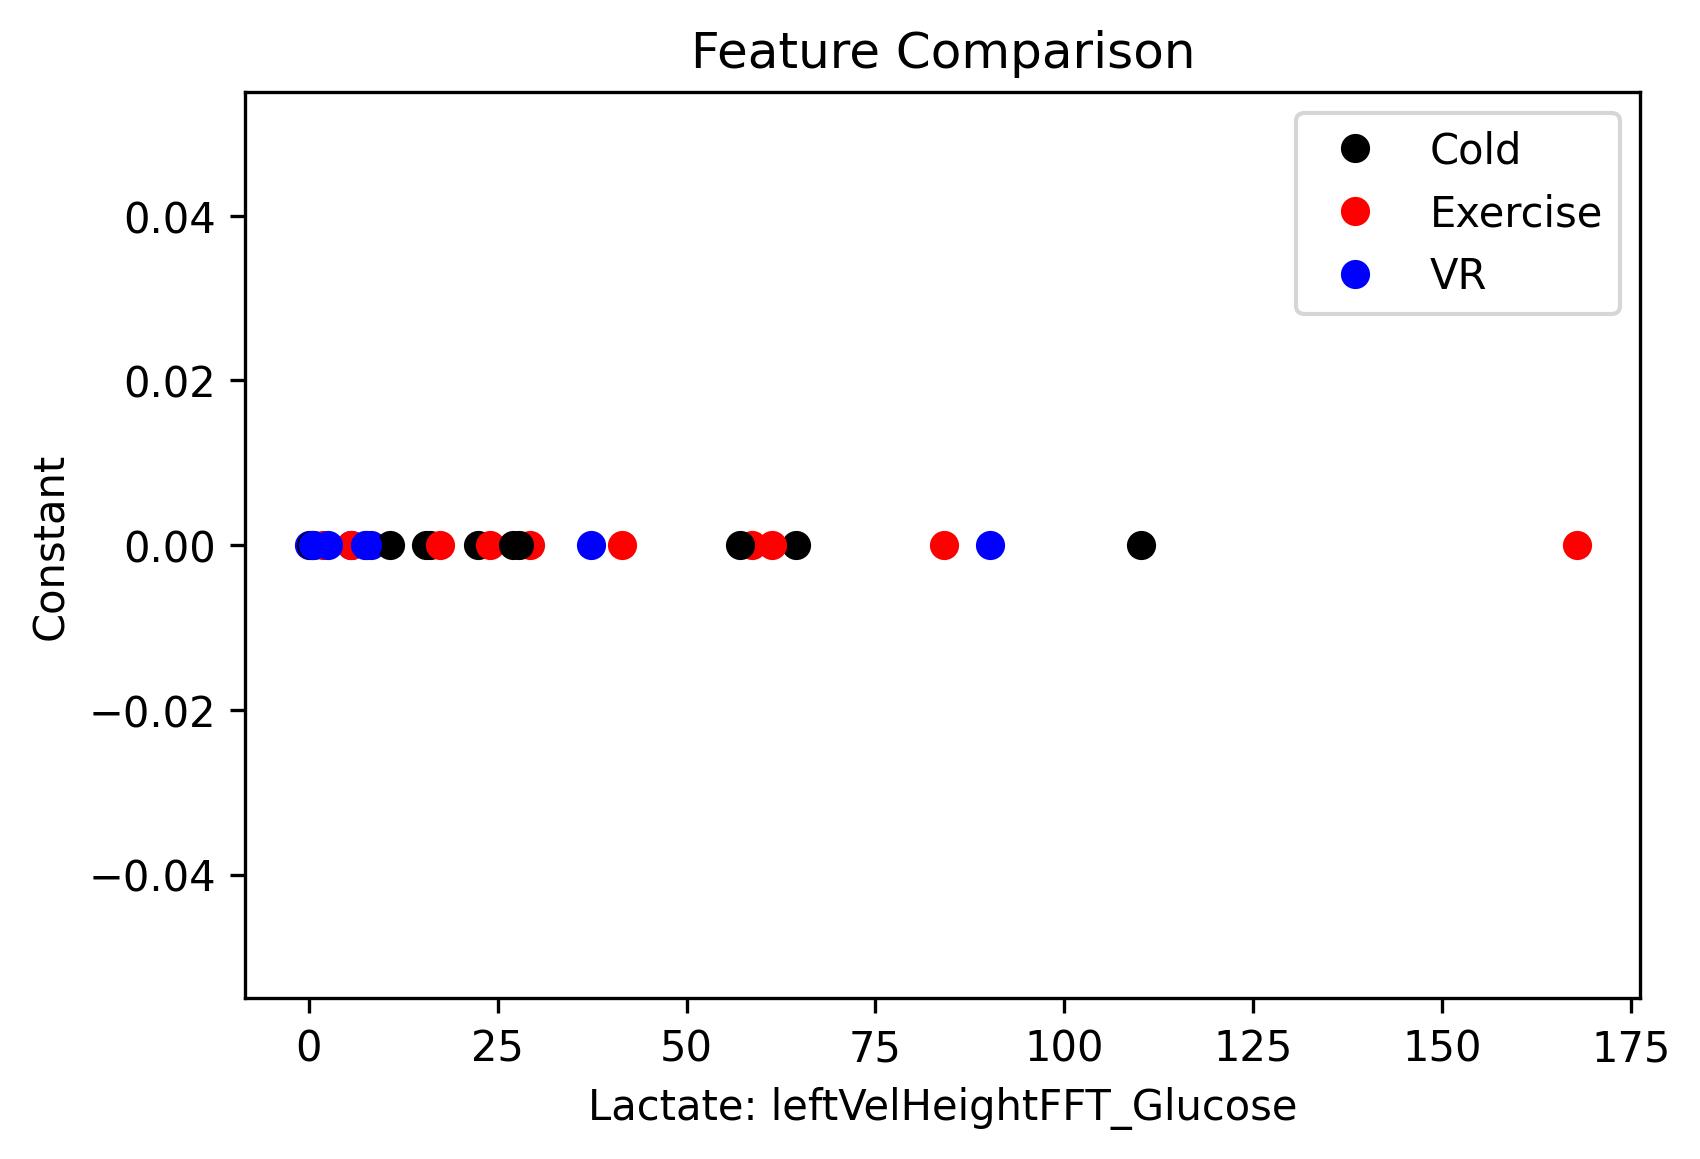 Feature Comparison
Cold
Exercise
VR
0.04
0.02
0.00
−0.02
−0.04
Constant
0 25 50 75 100 125 150 175
Lactate: leftVelHeightFFT_Glucose